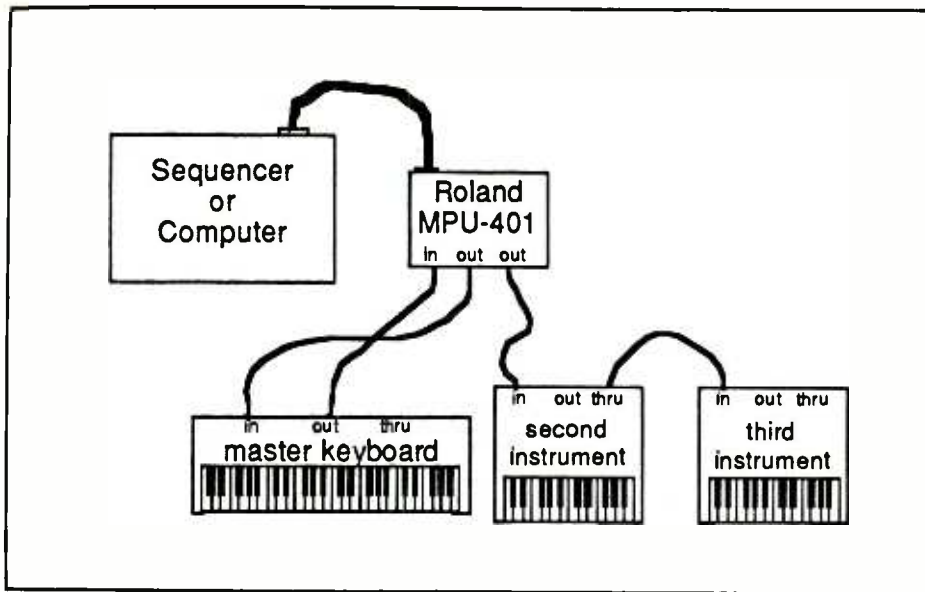 Sequencer
or
Computer
Roland
MPU-401
in out out
in out thru
master keyboard
in out thru
second
instrument
in out thru
third
instrument